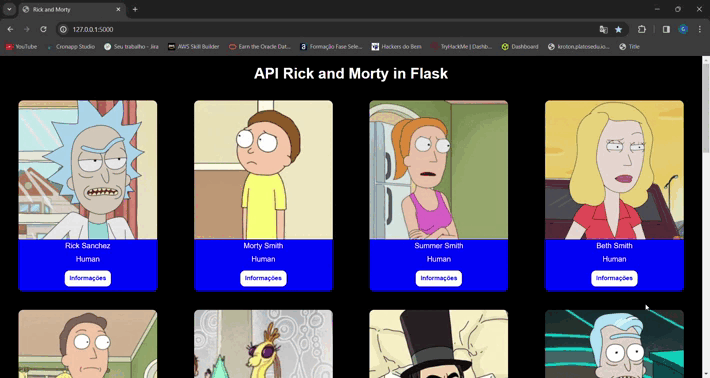 Rick and Morty
127.0.0.1:5000
YouTube
Cronapp Studio
Seu trabalho - Jira
AWS Skill Builder
Earn the Oracle Dat...
Formação Fase Sele...
Hackers do Bem
TryHackMe | Dashb...
Dashboard
kroton.platosedu.io...
Title
API Rick and Morty in Flask
Rick Sanchez
Human
Informações
Morty Smith
Human
Informações
Summer Smith
Human
Informações
Beth Smith
Human
Informações